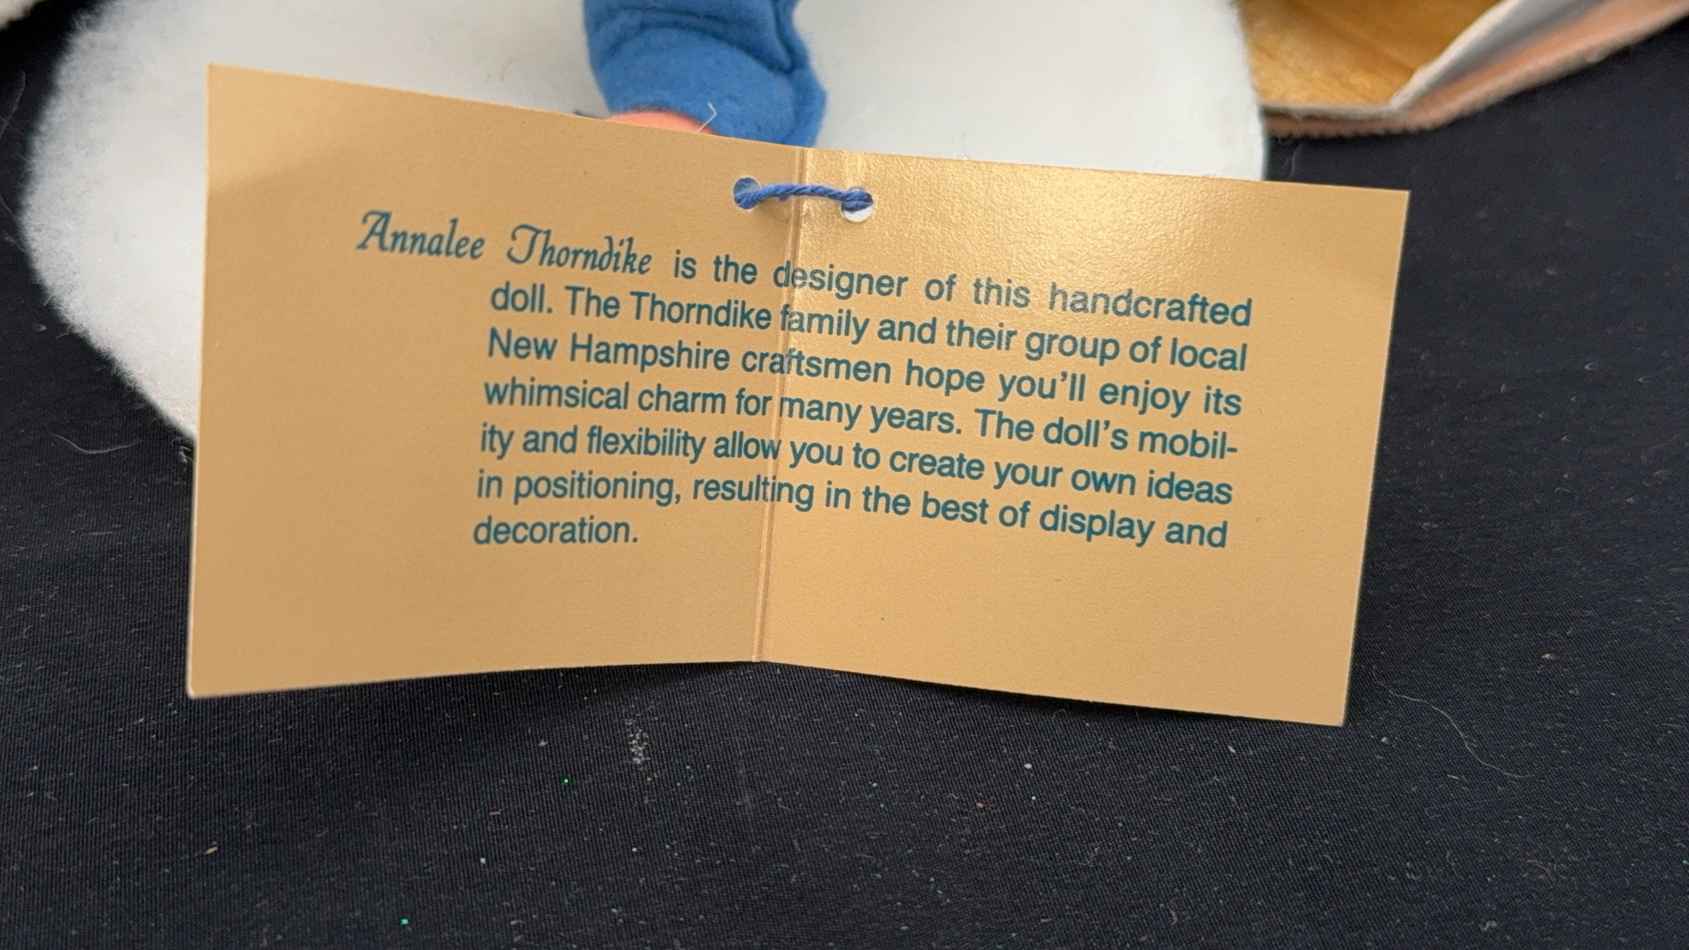 Annalee Thorndike is the designer of this handcrafted
doll. The Thorndike family and their group of local
New Hampshire craftsmen hope you'll enjoy its
whimsical charm for many years. The doll's mobil-
ity and flexibility allow you to create your own ideas
in positioning, resulting in the best of display and
decoration.